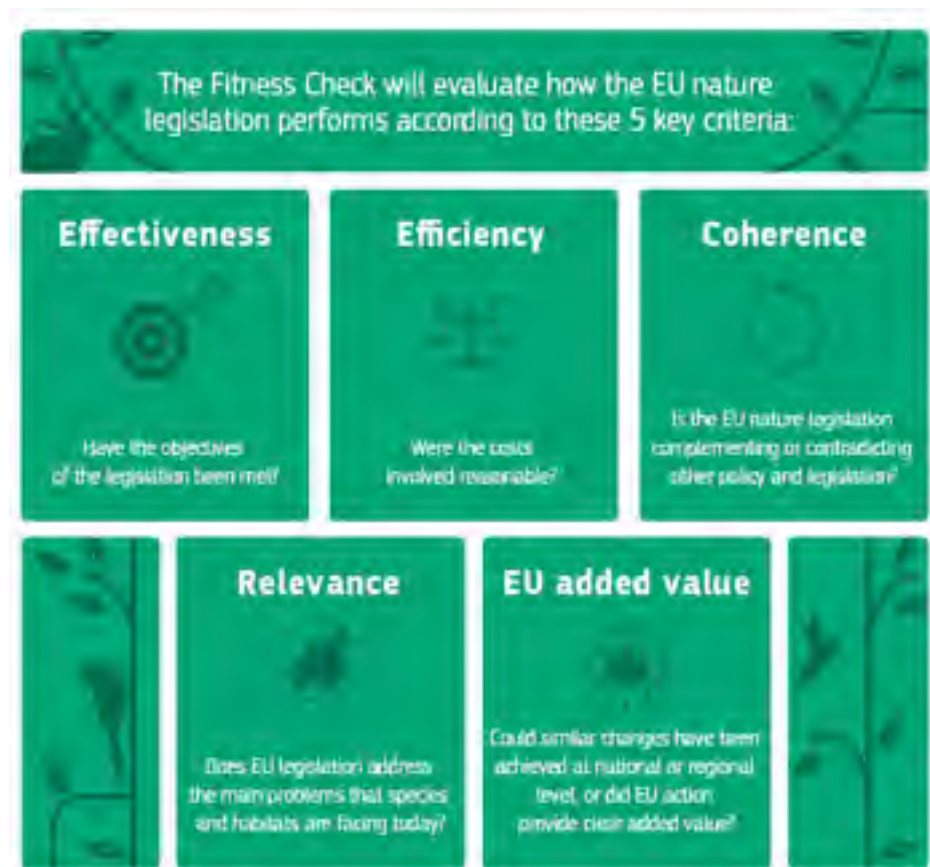 The Fitness Check will evaluate how the EU nature
legislation performs according to these 5 key criteria:
Effectiveness
Have the objectives
of the legislation been met?
Efficiency
Were the costs
involved reasonable?
Coherence
Is the EU nature legislation
complementing or contradicting
other policy and legislation?
Relevance
Does EU legislation address
the main problems that species
and habitats are facing today?
EU added value
Could similar changes have been
achieved at national or regional
level, or did EU action
provide clear added value?